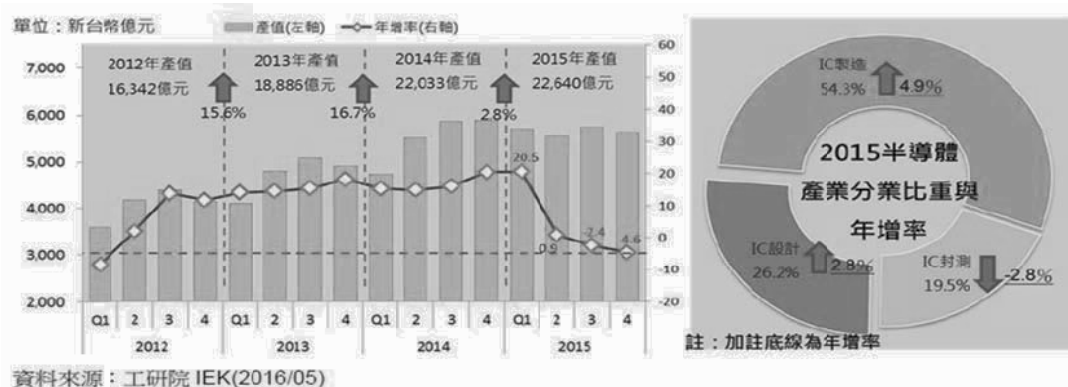 單位：新台幣億元
產值(左軸) 年增率(右軸)
2012年產值 2013年產值 2014年產值 2015年產值
16,342億元 18,886億元 22,033億元 22,640億元
15.6% 16.7% 2.8%
7,000
6,000
5,000
4,000
3,000
2,000
60
50
40
30
20
10
0
-10
-20
20.5
0.9
-2.4
-4.6
Q1 2 3 4 Q1 2 3 4 Q1 2 3 4 Q1 2 3 4
2012 2013 2014 2015
資料來源：工研院 IEK(2016/05)
IC製造
54.3% 4.9%
2015半導體
產業分業比重與
年增率
IC設計
26.2% 2.8%
IC封測
19.5% -2.8%
註：加註底線為年增率